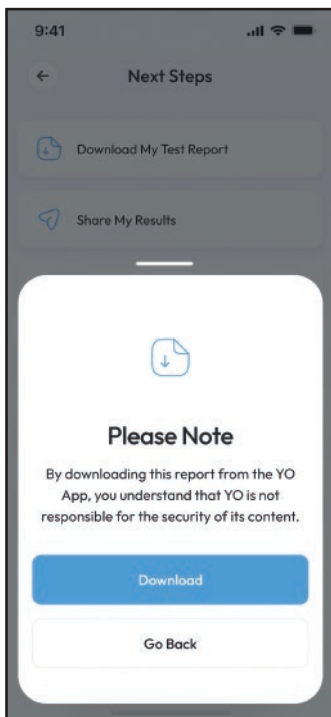 9:41
Next Steps
Download My Test Report
Share My Results
Please Note
By downloading this report from the YO
App, you understand that YO is not
responsible for the security of its content.
Download
Go Back